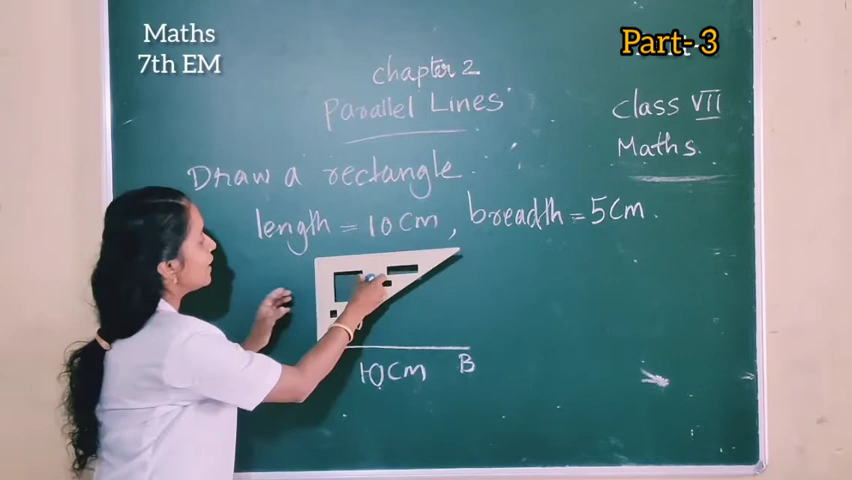 Maths
7th EM
Part- 3
chapter 2
Parallel Lines
class VII
Maths.
Draw a rectangle
length = 10 cm, breadth = 5 cm.
10 cm B